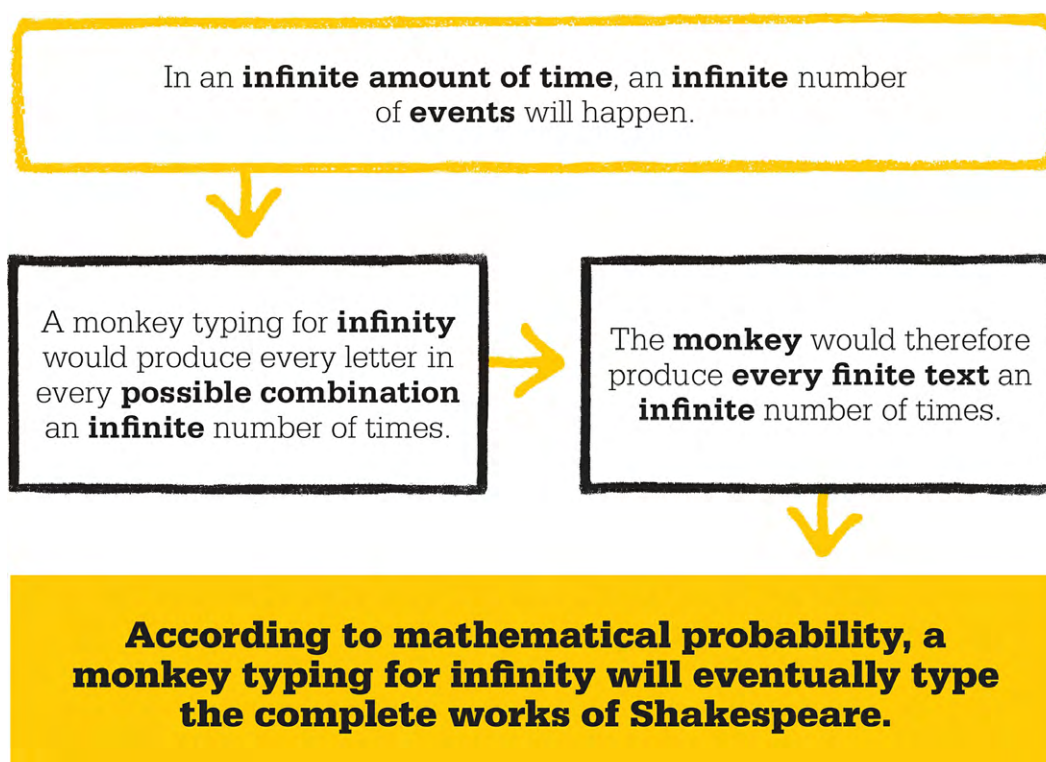 In an infinite amount of time, an infinite number
of events will happen.
A monkey typing for infinity
would produce every letter in
every possible combination
an infinite number of times.
The monkey would therefore
produce every finite text an
infinite number of times.
According to mathematical probability, a
monkey typing for infinity will eventually type
the complete works of Shakespeare.